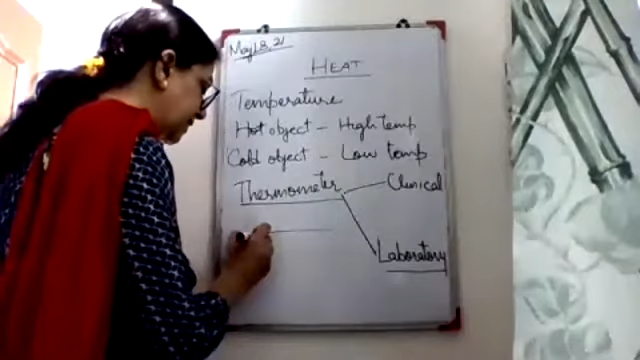 May 18, 21
HEAT
Temperature
Hot object - High temp
Cold object - Low temp
Thermometer
Clinical
Laboratory